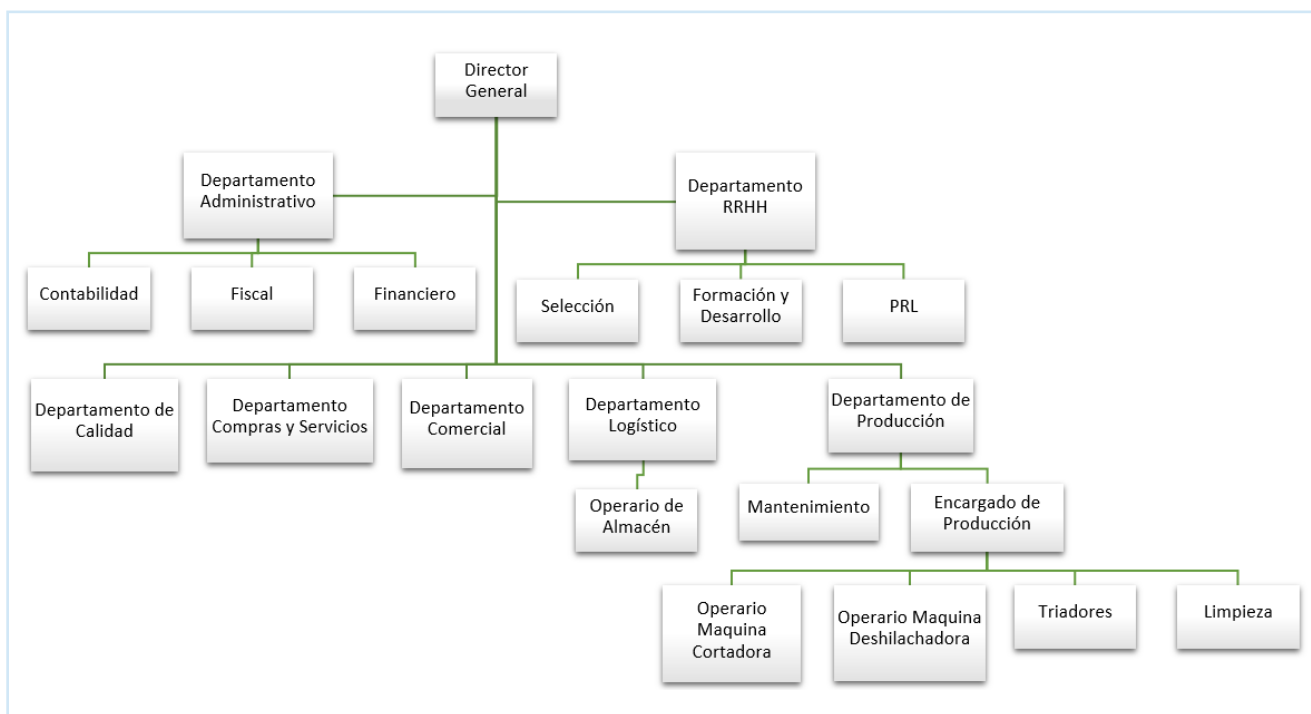 Director
General
Departamento
Administrativo
Departamento
RRHH
Contabilidad
Fiscal
Financiero
Selección
Formación y
Desarrollo
PRL
Departamento de
Calidad
Departamento
Compras y Servicios
Departamento
Comercial
Departamento
Logístico
Departamento de
Producción
Operario de
Almacén
Mantenimiento
Encargado de
Producción
Operario
Maquina
Cortadora
Operario Maquina
Deshilachadora
Triadores
Limpieza